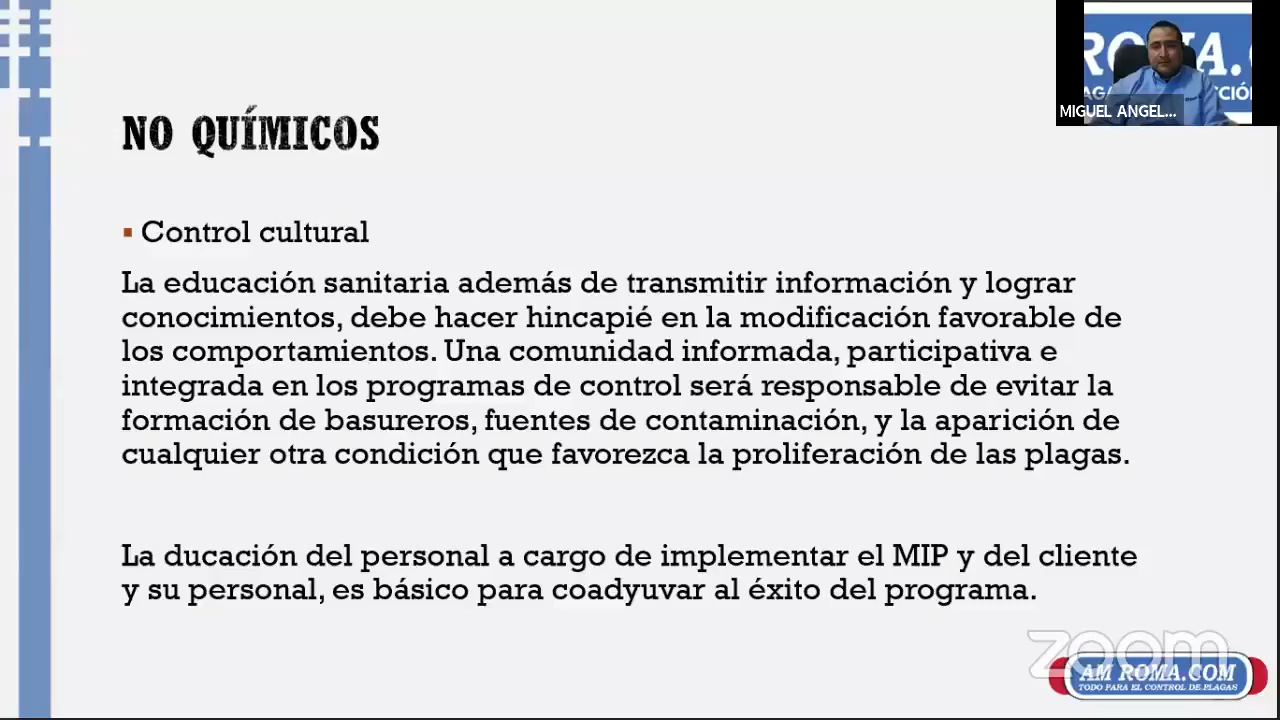 MIGUEL ANGEL...
NO QUÍMICOS
▪ Control cultural
La educación sanitaria además de transmitir información y lograr
conocimientos, debe hacer hincapié en la modificación favorable de
los comportamientos. Una comunidad informada, participativa e
integrada en los programas de control será responsable de evitar la
formación de basureros, fuentes de contaminación, y la aparición de
cualquier otra condición que favorezca la proliferación de las plagas.
La ducación del personal a cargo de implementar el MIP y del cliente
y su personal, es básico para coadyuvar al éxito del programa.
zoom
AM ROMA.COM
TODO PARA EL CONTROL DE PLAGAS